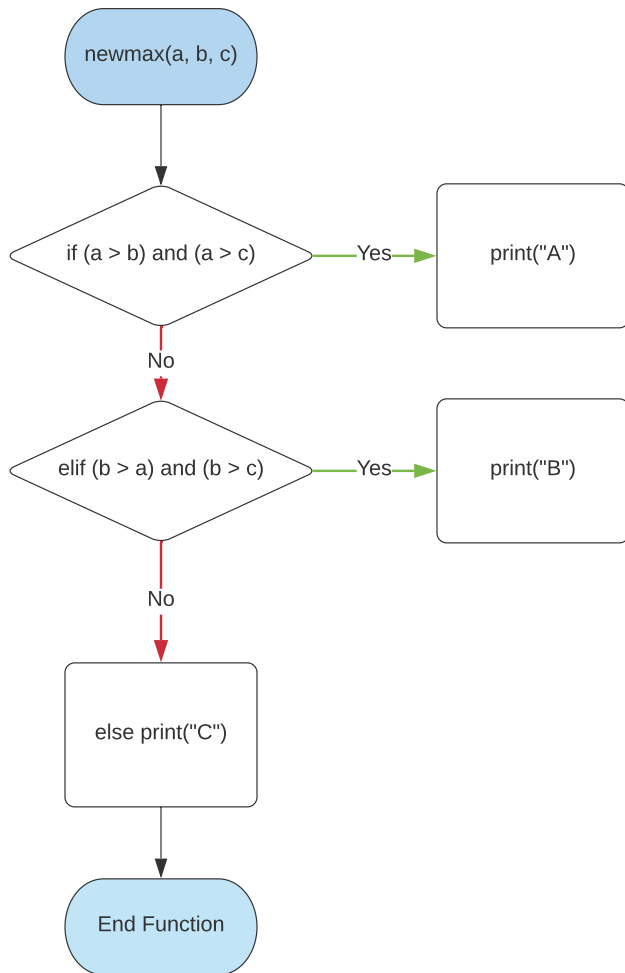 newmax(a, b, c)
if (a > b) and (a > c)
Yes
print("A")
No
elif (b > a) and (b > c)
Yes
print("B")
No
else print("C")
End Function